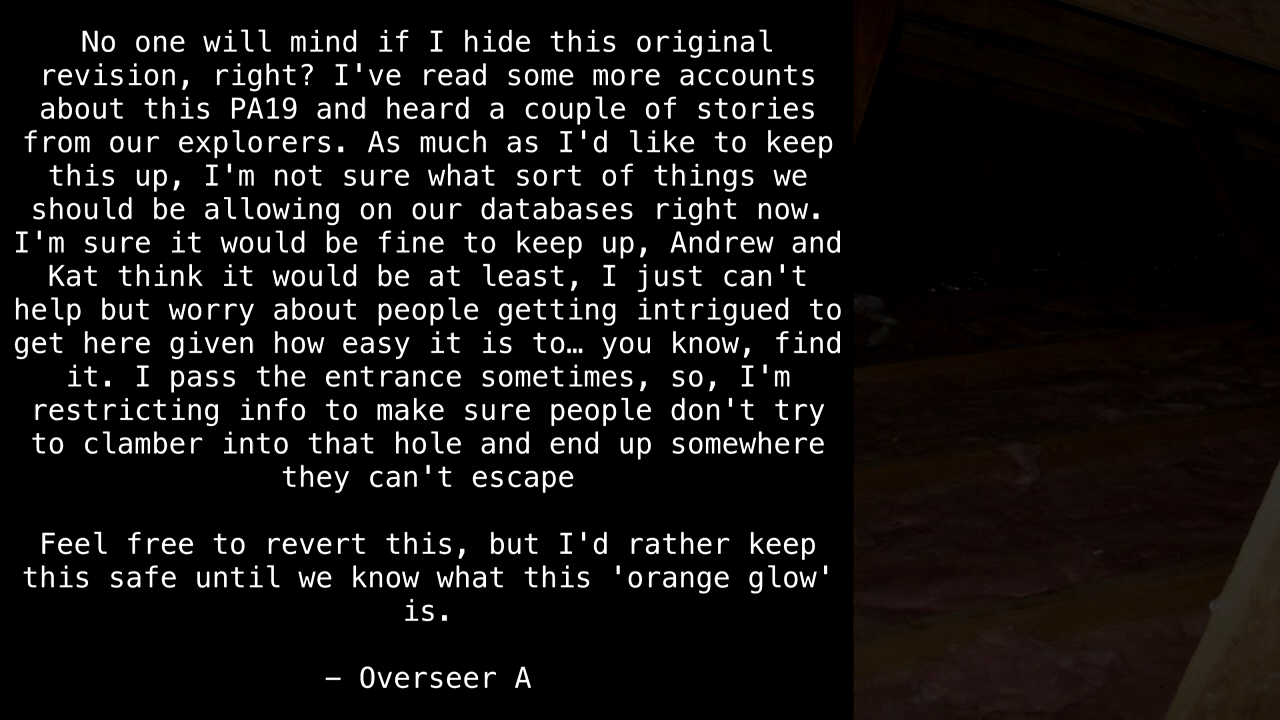 No one will mind if I hide this original
revision, right? I've read some more accounts
about this PA19 and heard a couple of stories
from our explorers. As much as I'd like to keep
this up, I'm not sure what sort of things we
should be allowing on our databases right now.
I'm sure it would be fine to keep up, Andrew and
Kat think it would be at least, I just can't
help but worry about people getting intrigued to
get here given how easy it is to… you know, find
it. I pass the entrance sometimes, so, I'm
restricting info to make sure people don't try
to clamber into that hole and end up somewhere
they can't escape
Feel free to revert this, but I'd rather keep
this safe until we know what this 'orange glow'
is.
– Overseer A